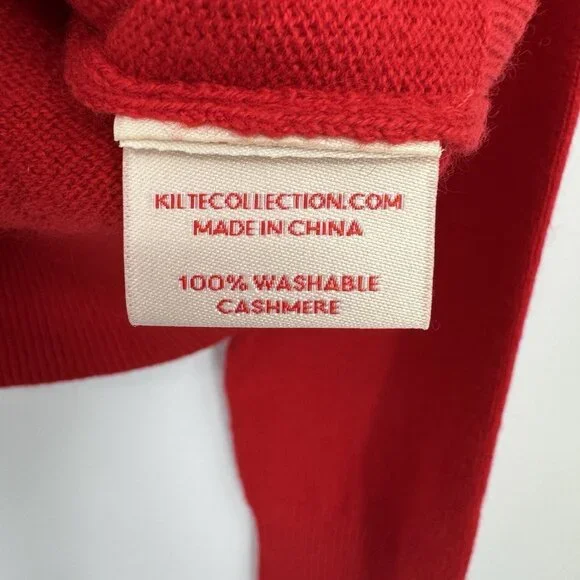 KILTECOLLECTION.COM
MADE IN CHINA
100% WASHABLE
CASHMERE